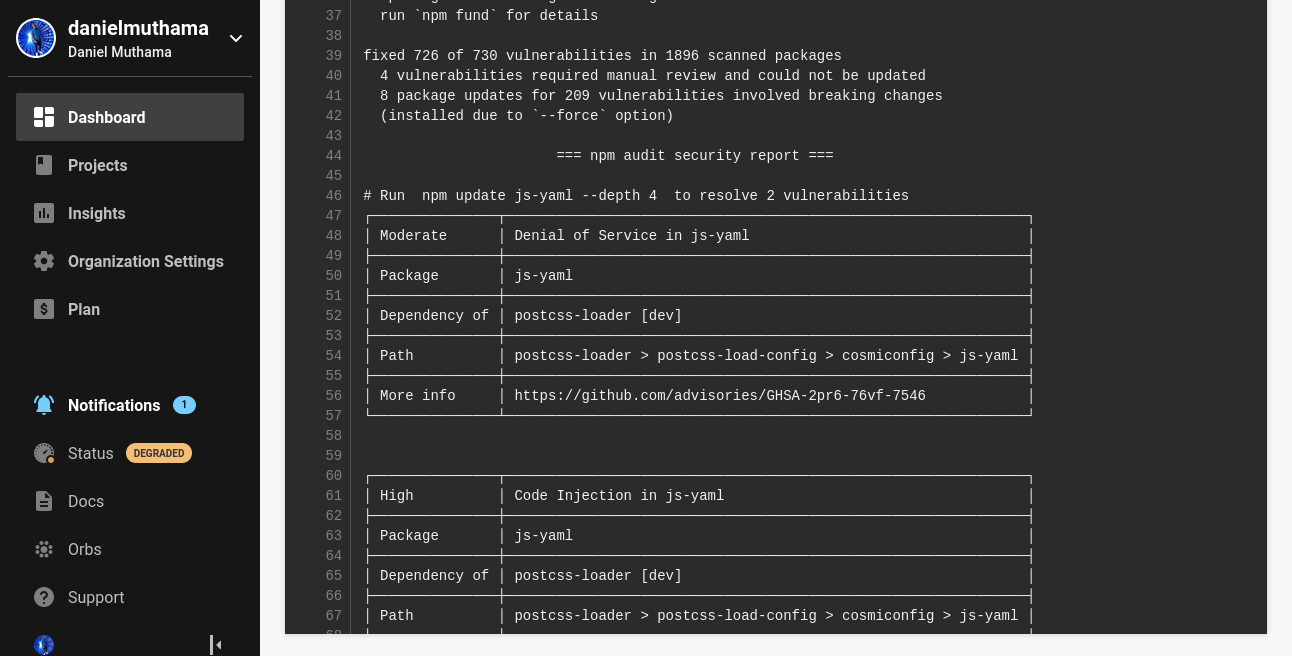 danielmuthama
Daniel Muthama
Dashboard
Projects
Insights
Organization Settings
Plan
Notifications 1
Status DEGRADED
Docs
Orbs
Support
37 run `npm fund` for details
38
39 fixed 726 of 730 vulnerabilities in 1896 scanned packages
40 4 vulnerabilities required manual review and could not be updated
41 8 package updates for 209 vulnerabilities involved breaking changes
42 (installed due to `--force` option)
43
44 === npm audit security report ===
45
46 # Run  npm update js-yaml --depth 4  to resolve 2 vulnerabilities
47
48 Moderate Denial of Service in js-yaml
49
50 Package js-yaml
51
52 Dependency of postcss-loader [dev]
53
54 Path postcss-loader > postcss-load-config > cosmiconfig > js-yaml
55
56 More info https://github.com/advisories/GHSA-2pr6-76vf-7546
57
58
59
60
61 High Code Injection in js-yaml
62
63 Package js-yaml
64
65 Dependency of postcss-loader [dev]
66
67 Path postcss-loader > postcss-load-config > cosmiconfig > js-yaml
68